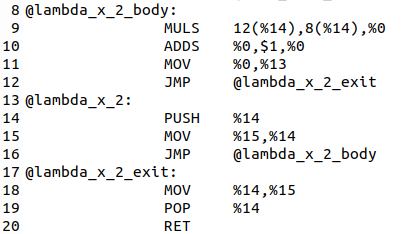 8 @lambda_x_2_body:
9 MULS 12(%14),8(%14),%0
10 ADDS %0,$1,%0
11 MOV %0,%13
12 JMP @lambda_x_2_exit
13 @lambda_x_2:
14 PUSH %14
15 MOV %15,%14
16 JMP @lambda_x_2_body
17 @lambda_x_2_exit:
18 MOV %14,%15
19 POP %14
20 RET